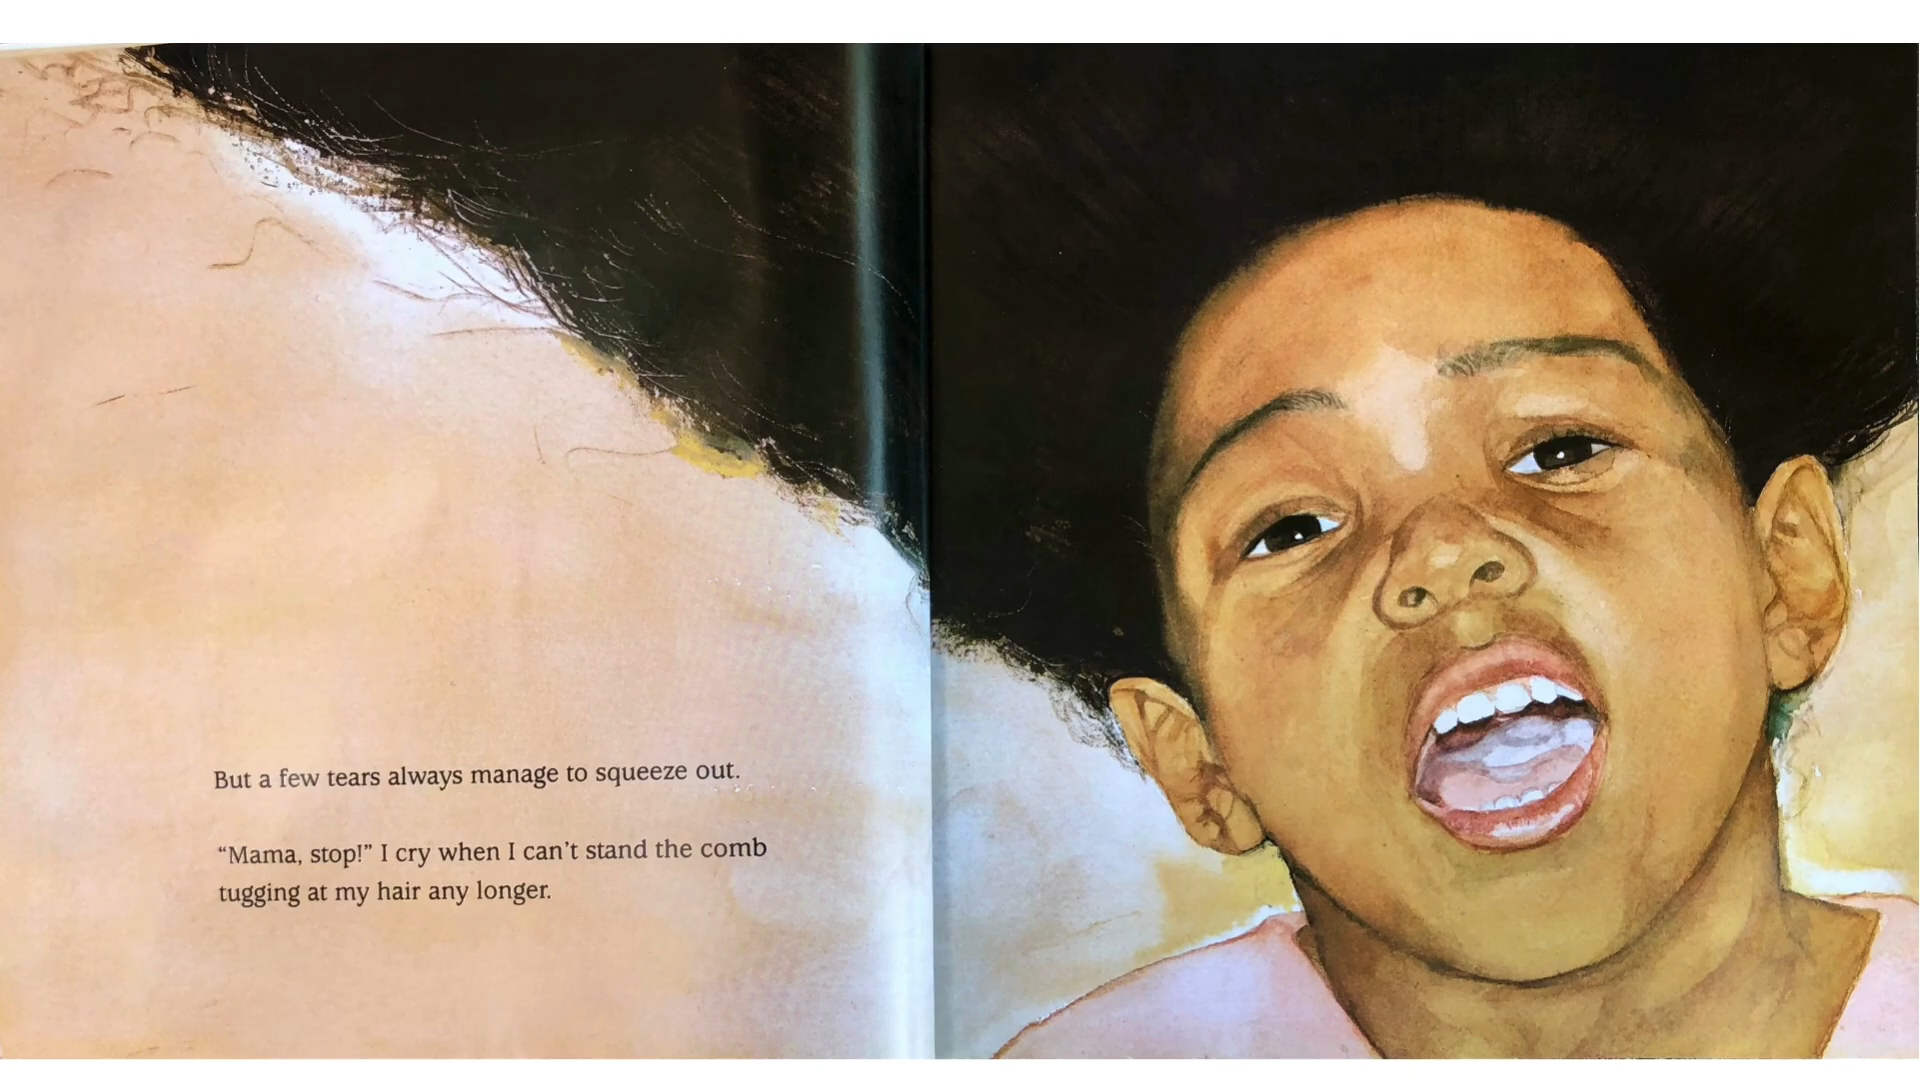 But a few tears always manage to squeeze out.
“Mama, stop!” I cry when I can’t stand the comb
tugging at my hair any longer.